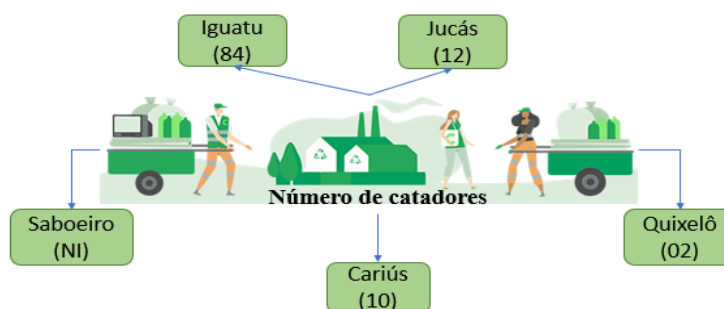 Iguatu
(84)
Jucás
(12)
Número de catadores
Saboeiro
(NI)
Quixelô
(02)
Cariús
(10)